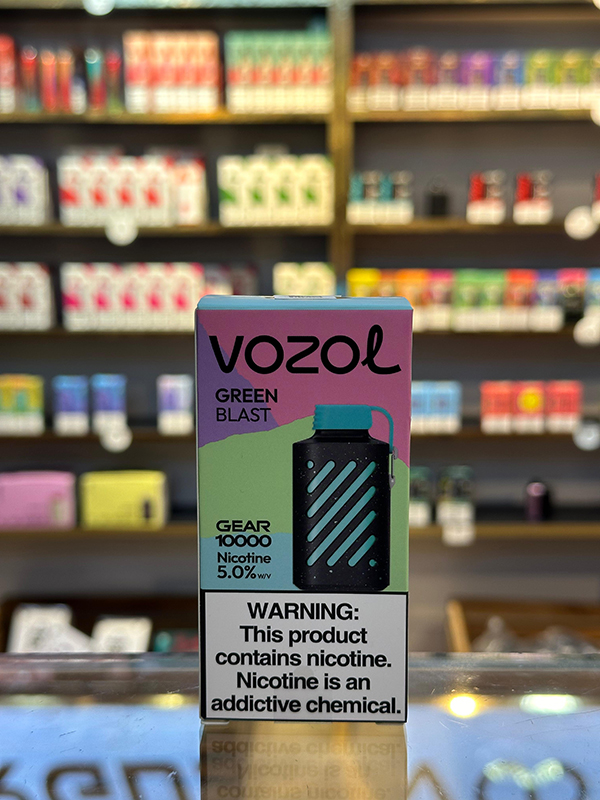 VOZOL
GREEN
BLAST
GEAR
10000
Nicotine
5.0% w/v
WARNING:
This product
contains nicotine.
Nicotine is an
addictive chemical.